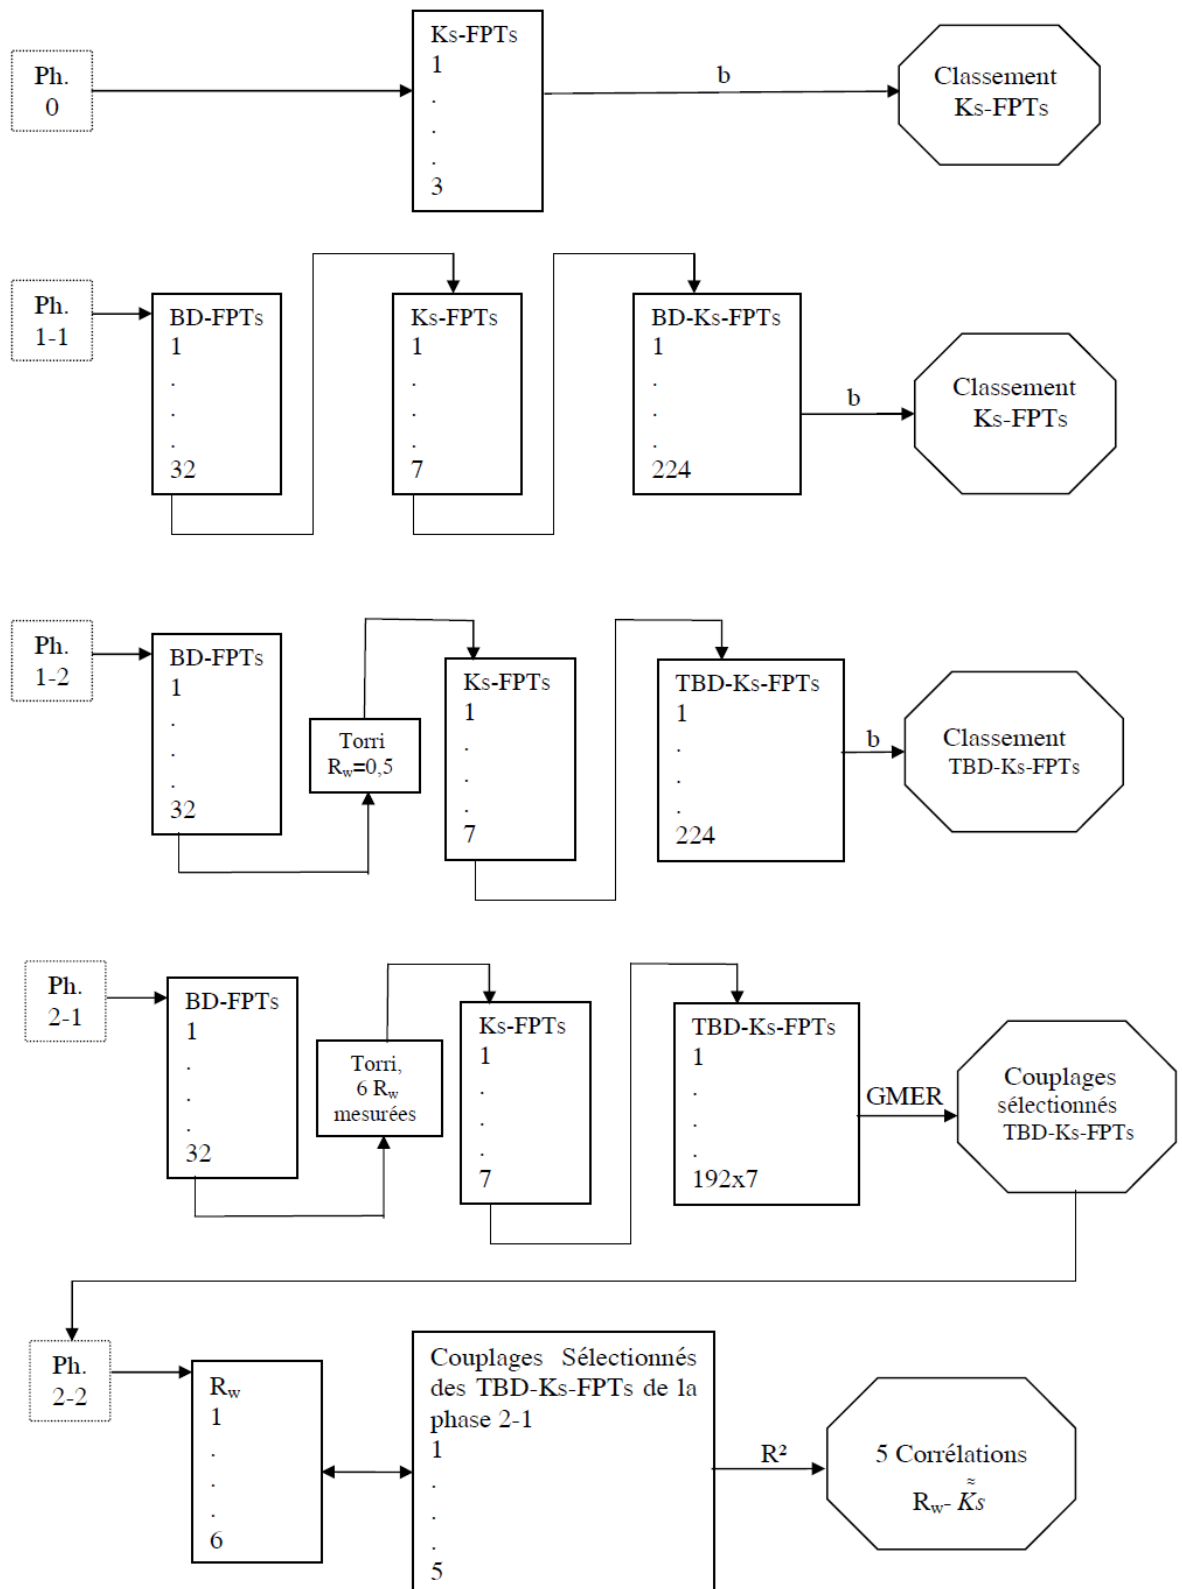 Ph.
0
Ks-FPTs
1
.
.
.
3
b
Classement
Ks-FPTs
Ph.
1-1
BD-FPTs
1
.
.
.
32
Ks-FPTs
1
.
.
.
7
BD-Ks-FPTs
1
.
.
.
224
b
Classement
Ks-FPTs
Ph.
1-2
BD-FPTs
1
.
.
.
32
Torri
Rw=0,5
Ks-FPTs
1
.
.
.
7
TBD-Ks-FPTs
1
.
.
.
224
b
Classement
TBD-Ks-FPTs
Ph.
2-1
BD-FPTs
1
.
.
.
32
Torri,
6 Rw
mesurées
Ks-FPTs
1
.
.
.
7
TBD-Ks-FPTs
1
.
.
.
192x7
GMER
Couplages
sélectionnés
TBD-Ks-FPTs
Ph.
2-2
Rw
1
.
.
.
6
Couplages Sélectionnés
des TBD-Ks-FPTs de la
phase 2-1
1
.
.
.
5
R²
5 Corrélations
Rw- K̃̃s